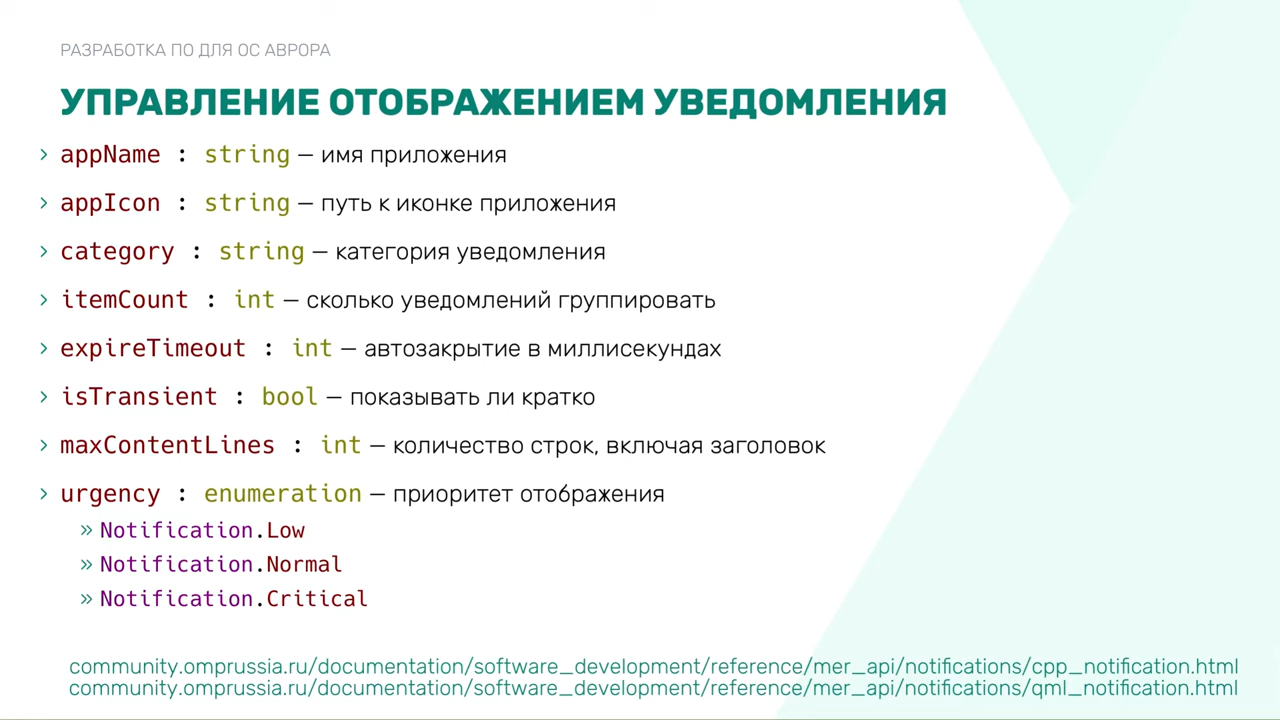 РАЗРАБОТКА ПО ДЛЯ ОС АВРОРА
УПРАВЛЕНИЕ ОТОБРАЖЕНИЕМ УВЕДОМЛЕНИЯ
› appName : string — имя приложения
› appIcon : string — путь к иконке приложения
› category : string — категория уведомления
› itemCount : int — сколько уведомлений группировать
› expireTimeout : int — автозакрытие в миллисекундах
› isTransient : bool — показывать ли кратко
› maxContentLines : int — количество строк, включая заголовок
› urgency : enumeration — приоритет отображения
» Notification.Low
» Notification.Normal
» Notification.Critical
community.omprussia.ru/documentation/software_development/reference/mer_api/notifications/cpp_notification.html
community.omprussia.ru/documentation/software_development/reference/mer_api/notifications/qml_notification.html